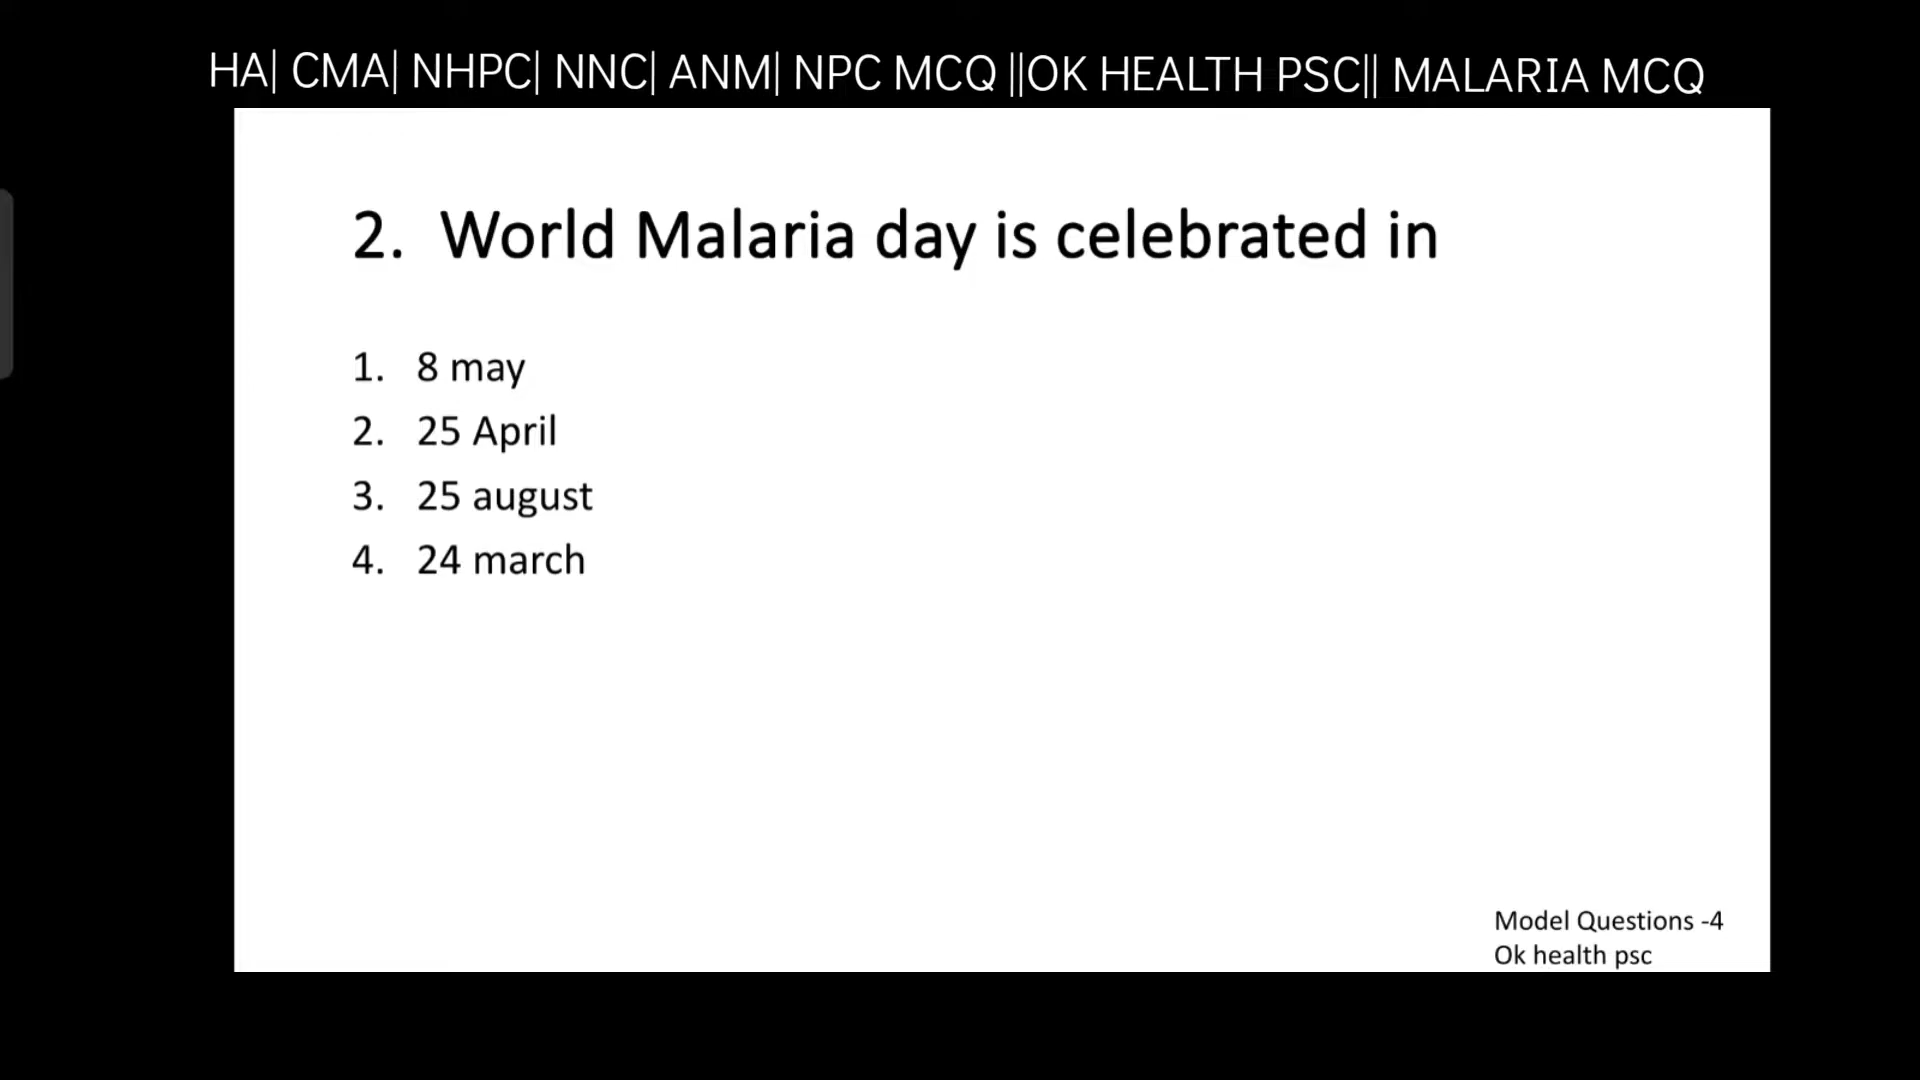 HA| CMA| NHPC| NNC| ANM| NPC MCQ ||OK HEALTH PSC|| MALARIA MCQ
2. World Malaria day is celebrated in
1. 8 may
2. 25 April
3. 25 august
4. 24 march
Model Questions -4
Ok health psc